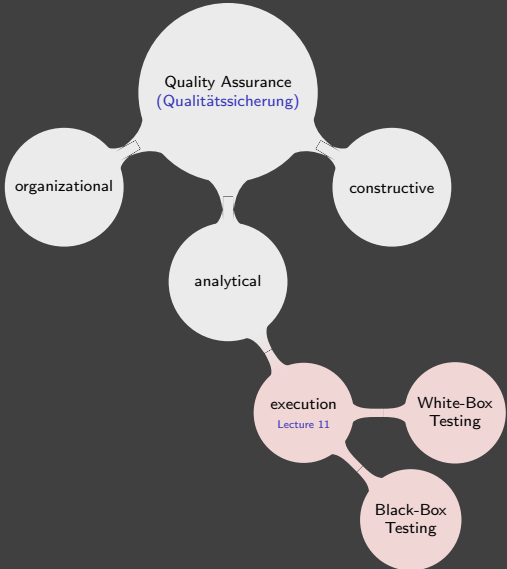 Quality Assurance
(Qualitätssicherung)
organizational
constructive
analytical
execution
Lecture 11
White-Box
Testing
Black-Box
Testing